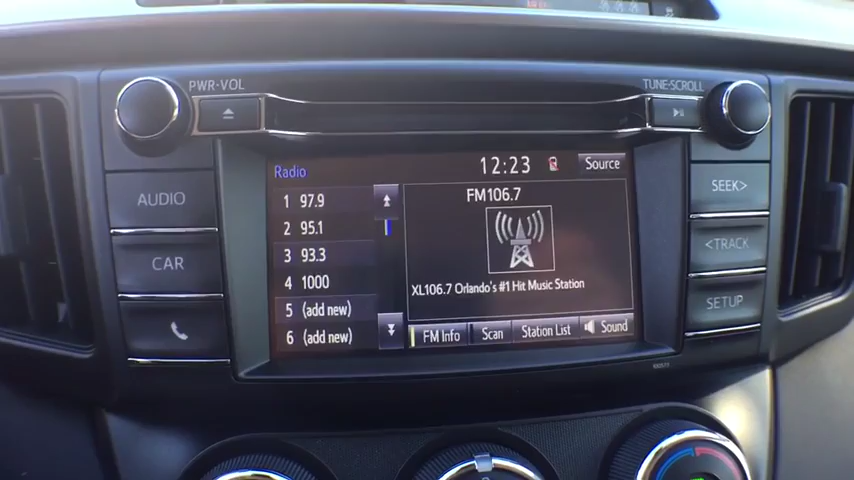 PWR·VOL
TUNE·SCROLL
AUDIO
CAR
Radio
12:23
Source
1 97.9
2 95.1
3 93.3
4 1000
5 (add new)
6 (add new)
FM106.7
XL106.7 Orlando's #1 Hit Music Station
FM Info
Scan
Station List
Sound
SEEK>
<TRACK
SETUP